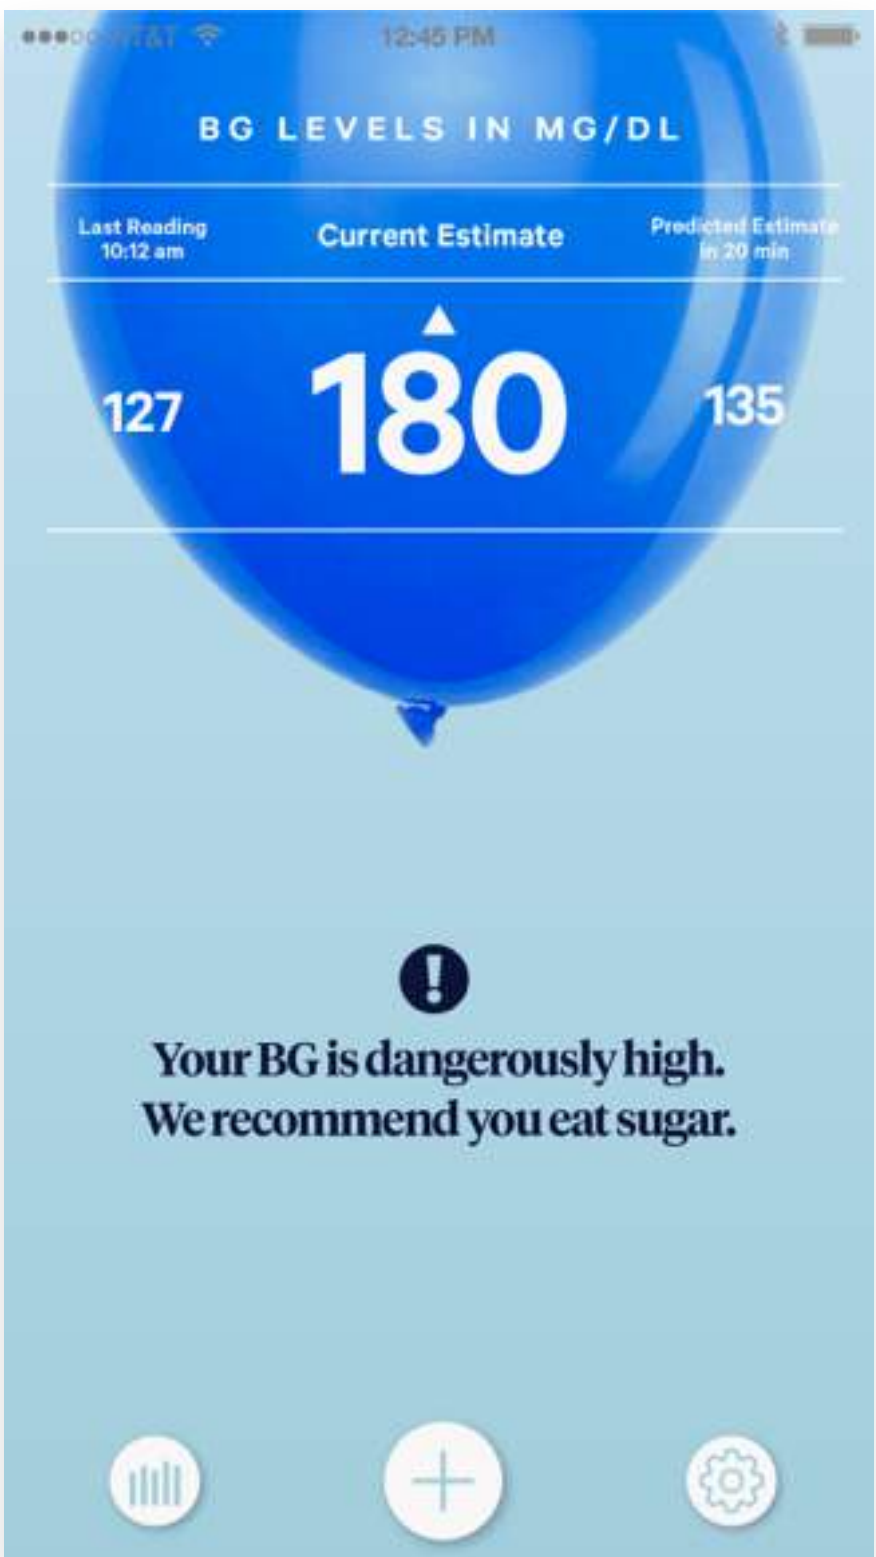 AT&T 12:45 PM
BG LEVELS IN MG/DL
Last Reading
10:12 am
Current Estimate
Predicted Estimate
in 20 min
127
180
135
Your BG is dangerously high.
We recommend you eat sugar.